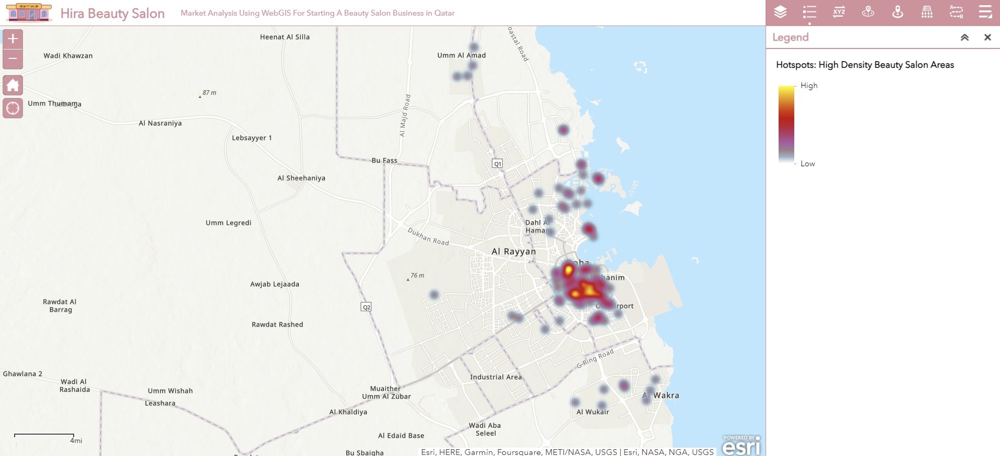 BEAUTY SALON
Hira Beauty Salon
Market Analysis Using WebGIS For Starting A Beauty Salon Business in Qatar
XYZ
A
B
Legend
Hotspots: High Density Beauty Salon Areas
High
Low
Heenat Al Silla
oastal Road
Wadi Khawzan
Umm Al Amad
87 m
Umm Thumama
Al Majd Road
Al Nasraniya
Lebsayyer 1
Bu Fass
Q1
Al Sheehaniya
Umm Legredi
Dahl Al
Hamam
Dukhan Road
Al Rayyan
Doha
76 m
hanim
Awjab Lejaada
Rawdat Al
Barrag
Q2
irport
Rawdat Rashed
G Ring Road
Ghawlana 2
Industrial Area
Wadi Al
Rashaida
Umm Wishah
Muaither
Umm Al Zubar
Al Wakra
Leashara
Al Khaldiya
Al Wukair
Wadi Aba
Seleel
Al Edaid Base
4mi
Bu Sbaigha
POWERED BY
esri
Esri, HERE, Garmin, Foursquare, METI/NASA, USGS | Esri, NASA, NGA, USGS